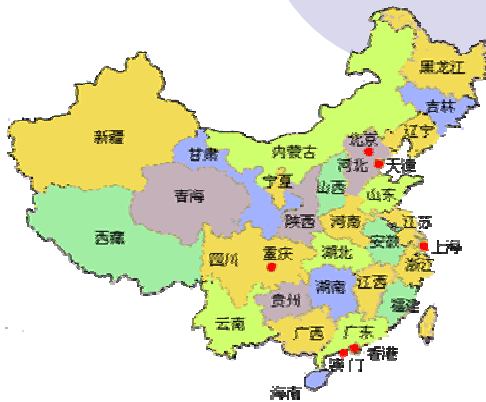 黑龙江
吉林
辽宁
新疆
甘肃
内蒙古
北京
天津
河北
宁夏
山西
山东
青海
陕西
河南
江苏
西藏
安徽
上海
四川
重庆
湖北
浙江
湖南
江西
贵州
福建
云南
广西
广东
香港
澳门
海南